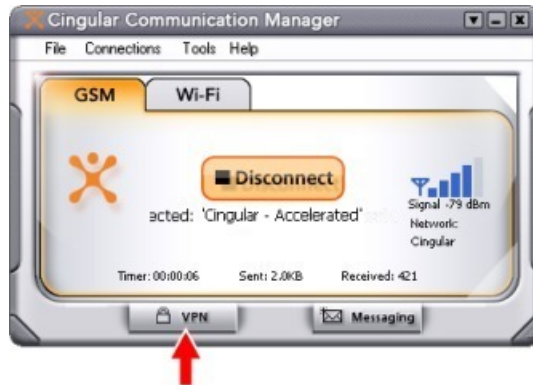 Cingular Communication Manager
File Connections Tools Help
GSM Wi-Fi
Disconnect
ected: 'Cingular - Accelerated'
Signal -79 dBm
Network:
Cingular
Timer: 00:00:06 Sent: 2.0KB Received: 421
VPN Messaging